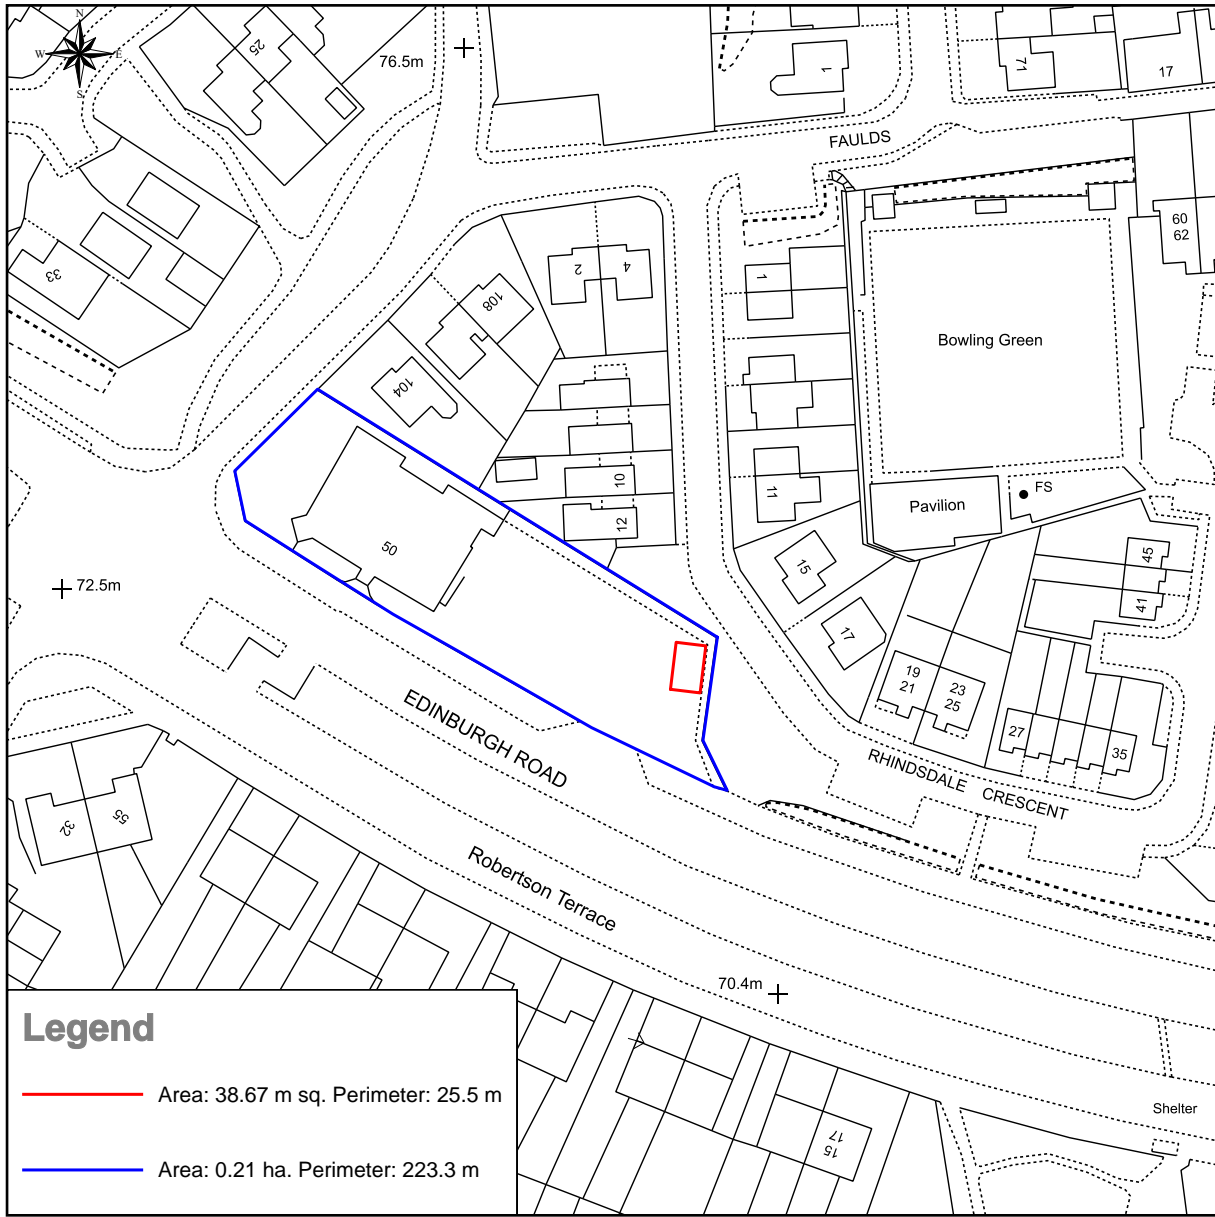 N
W E
S
25
76.5m
1
71
17
FAULDS
33
60
62
2
4
1
108
104
Bowling Green
10
12
11
Pavilion
FS
50
15
17
45
41
72.5m
19
21
23
25
27
35
EDINBURGH ROAD
RHINDSDALE CRESCENT
32
55
Robertson Terrace
70.4m
Legend
Area: 38.67 m sq. Perimeter: 25.5 m
Area: 0.21 ha. Perimeter: 223.3 m
Shelter
17
15